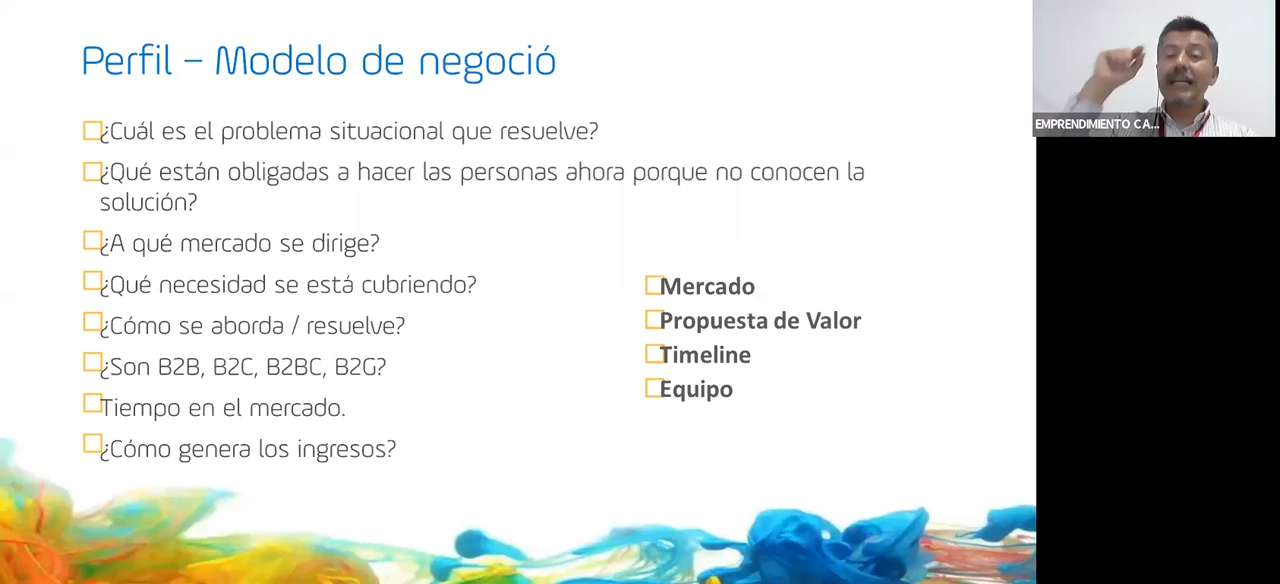 Perfil – Modelo de negoció
¿Cuál es el problema situacional que resuelve?
¿Qué están obligadas a hacer las personas ahora porque no conocen la
solución?
¿A qué mercado se dirige?
¿Qué necesidad se está cubriendo?
¿Cómo se aborda / resuelve?
¿Son B2B, B2C, B2BC, B2G?
Tiempo en el mercado.
¿Cómo genera los ingresos?
Mercado
Propuesta de Valor
Timeline
Equipo
EMPRENDIMIENTO CA...